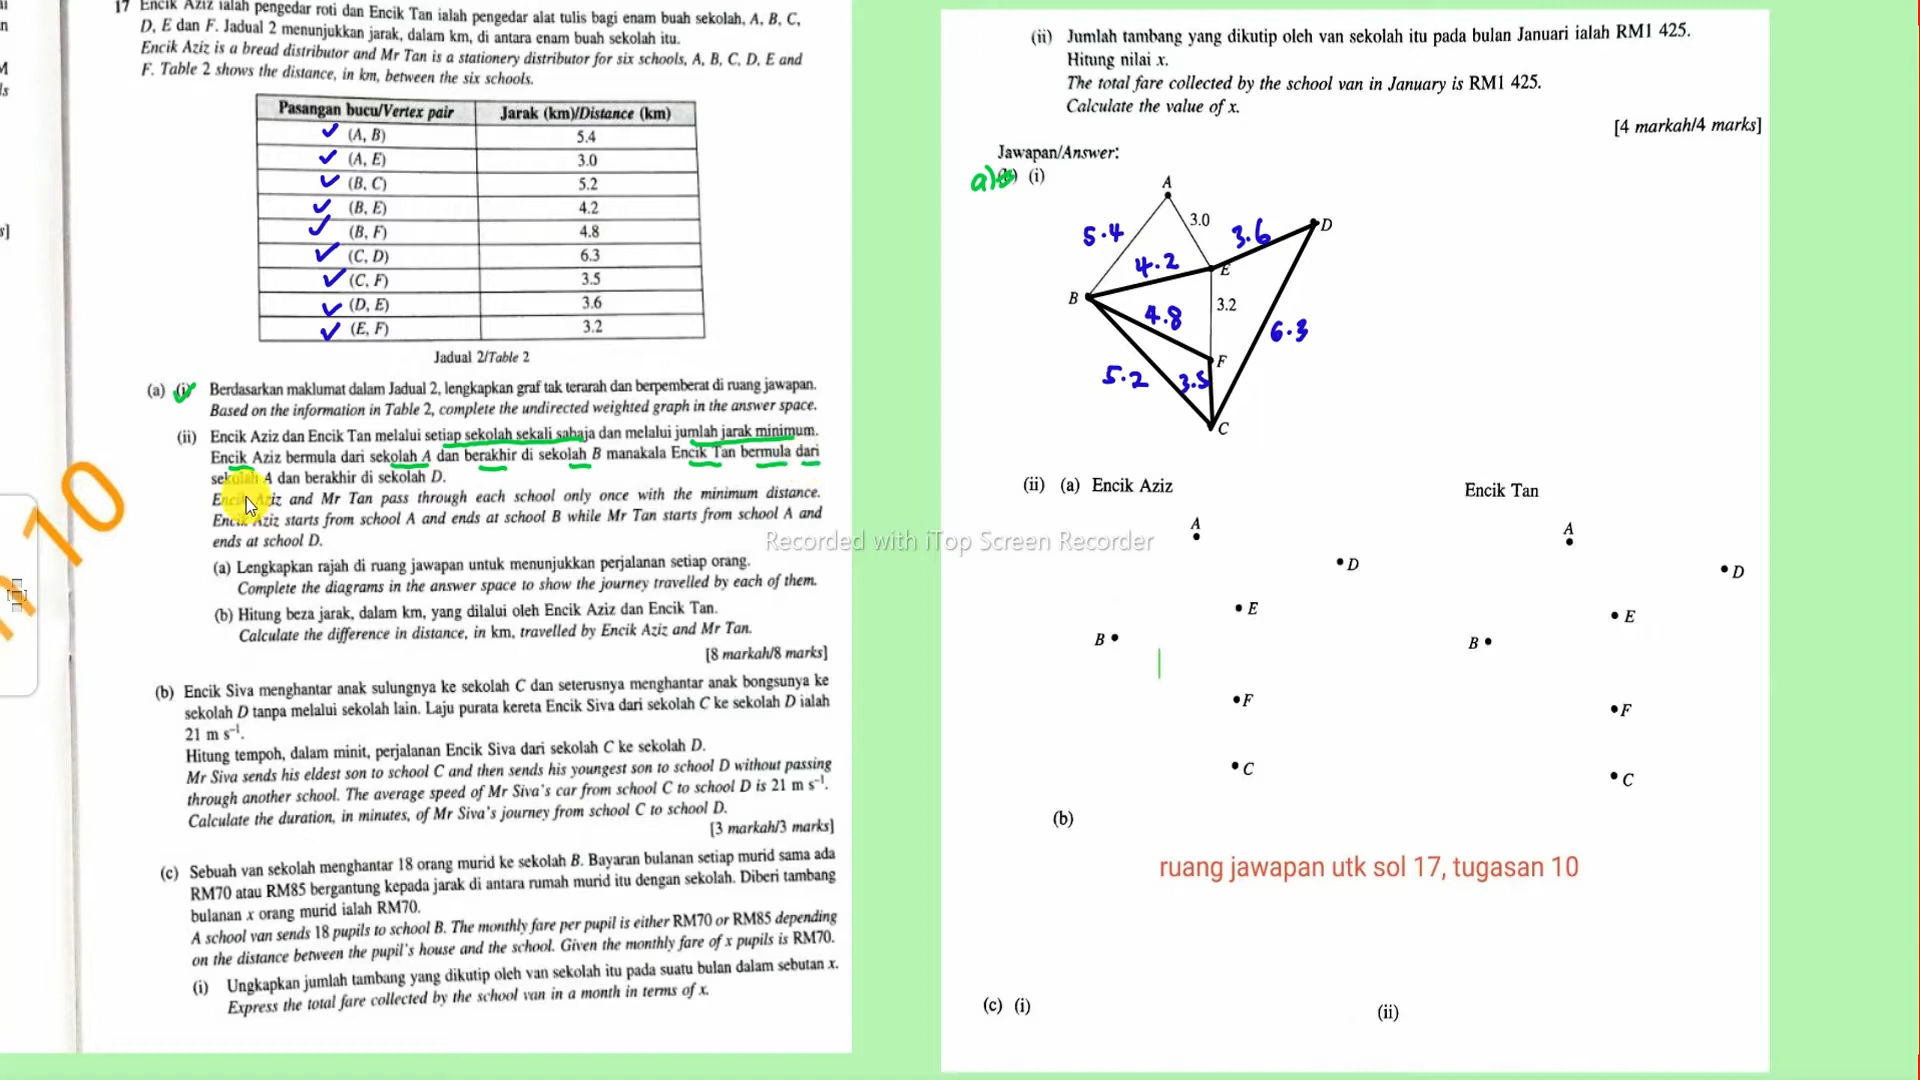 17 Encik Aziz ialah pengedar roti dan Encik Tan ialah pengedar alat tulis bagi enam buah sekolah, A, B, C,
D, E dan F. Jadual 2 menunjukkan jarak, dalam km, di antara enam buah sekolah itu.
Encik Aziz is a bread distributor and Mr Tan is a stationery distributor for six schools, A, B, C, D, E and
F. Table 2 shows the distance, in km, between the six schools.
Pasangan bucu/Vertex pair Jarak (km)/Distance (km)
(A, B) 5.4
(A, E) 3.0
(B, C) 5.2
(B, E) 4.2
(B, F) 4.8
(C, D) 6.3
(C, F) 3.5
(D, E) 3.6
(E, F) 3.2
Jadual 2/Table 2
(a) (i) Berdasarkan maklumat dalam Jadual 2, lengkapkan graf tak terarah dan berpemberat di ruang jawapan.
Based on the information in Table 2, complete the undirected weighted graph in the answer space.
(ii) Encik Aziz dan Encik Tan melalui setiap sekolah sekali sahaja dan melalui jumlah jarak minimum.
Encik Aziz bermula dari sekolah A dan berakhir di sekolah B manakala Encik Tan bermula dari
sekolah A dan berakhir di sekolah D.
Encik Aziz and Mr Tan pass through each school only once with the minimum distance.
Encik Aziz starts from school A and ends at school B while Mr Tan starts from school A and
ends at school D.
(a) Lengkapkan rajah di ruang jawapan untuk menunjukkan perjalanan setiap orang.
Complete the diagrams in the answer space to show the journey travelled by each of them.
(b) Hitung beza jarak, dalam km, yang dilalui oleh Encik Aziz dan Encik Tan.
Calculate the difference in distance, in km, travelled by Encik Aziz and Mr Tan.
[8 markah/8 marks]
(b) Encik Siva menghantar anak sulungnya ke sekolah C dan seterusnya menghantar anak bongsunya ke
sekolah D tanpa melalui sekolah lain. Laju purata kereta Encik Siva dari sekolah C ke sekolah D ialah
21 m s⁻¹.
Hitung tempoh, dalam minit, perjalanan Encik Siva dari sekolah C ke sekolah D.
Mr Siva sends his eldest son to school C and then sends his youngest son to school D without passing
through another school. The average speed of Mr Siva's car from school C to school D is 21 m s⁻¹.
Calculate the duration, in minutes, of Mr Siva's journey from school C to school D.
[3 markah/3 marks]
(c) Sebuah van sekolah menghantar 18 orang murid ke sekolah B. Bayaran bulanan setiap murid sama ada
RM70 atau RM85 bergantung kepada jarak di antara rumah murid itu dengan sekolah. Diberi tambang
bulanan x orang murid ialah RM70.
A school van sends 18 pupils to school B. The monthly fare per pupil is either RM70 or RM85 depending
on the distance between the pupil's house and the school. Given the monthly fare of x pupils is RM70.
(i) Ungkapkan jumlah tambang yang dikutip oleh van sekolah itu pada suatu bulan dalam sebutan x.
Express the total fare collected by the school van in a month in terms of x.
10
(ii) Jumlah tambang yang dikutip oleh van sekolah itu pada bulan Januari ialah RM1 425.
Hitung nilai x.
The total fare collected by the school van in January is RM1 425.
Calculate the value of x.
[4 markah/4 marks]
Jawapan/Answer:
a) (i)
A
5.4 3.0 3.6 D
4.2 E
B 4.8 3.2 6.3
F
5.2 3.5
C
(ii) (a) Encik Aziz Encik Tan
A A
D D
E E
B B
F F
C C
(b)
ruang jawapan utk sol 17, tugasan 10
(c) (i) (ii)
Recorded with iTop Screen Recorder